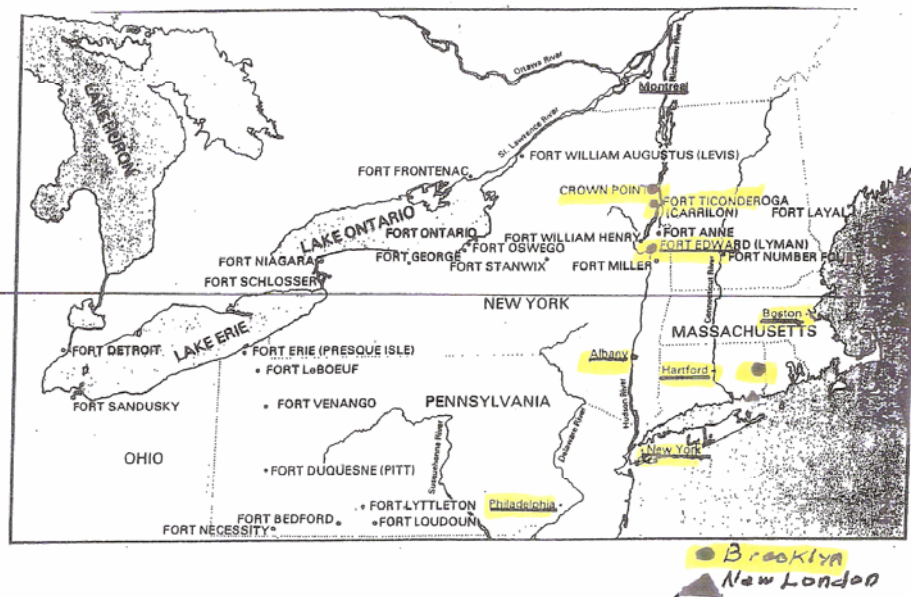 LAKE HURON
Ottawa River
Richelieu River
Montreal
St. Lawrence River
FORT WILLIAM AUGUSTUS (LEVIS)
FORT FRONTENAC
CROWN POINT
FORT TICONDEROGA
(CARRILON)
FORT LAYAL
LAKE ONTARIO
FORT ONTARIO
FORT WILLIAM HENRY
FORT ANNE
FORT OSWEGO
FORT EDWARD (LYMAN)
FORT NIAGARA
FORT GEORGE
FORT STANWIX
FORT MILLER
FORT NUMBER
FORT SCHLOSSER
Connecticut River
NEW YORK
Boston
MASSACHUSETTS
LAKE ERIE
FORT DETROIT
FORT ERIE (PRESQUE ISLE)
Albany
FORT LeBOEUF
Hartford
FORT SANDUSKY
FORT VENANGO
PENNSYLVANIA
Hudson River
Delaware River
Susquehanna River
New York
OHIO
FORT DUQUESNE (PITT)
FORT LYTTLETON
Philadelphia
FORT BEDFORD
FORT LOUDOUN
FORT NECESSITY
Brooklyn
New London